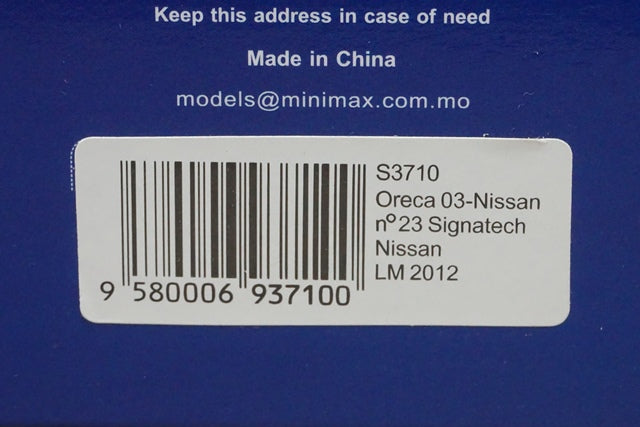 Keep this address in case of need
Made in China
models@minimax.com.mo
S3710
Oreca 03-Nissan
nº23 Signatech
Nissan
LM 2012
9 580006 937100